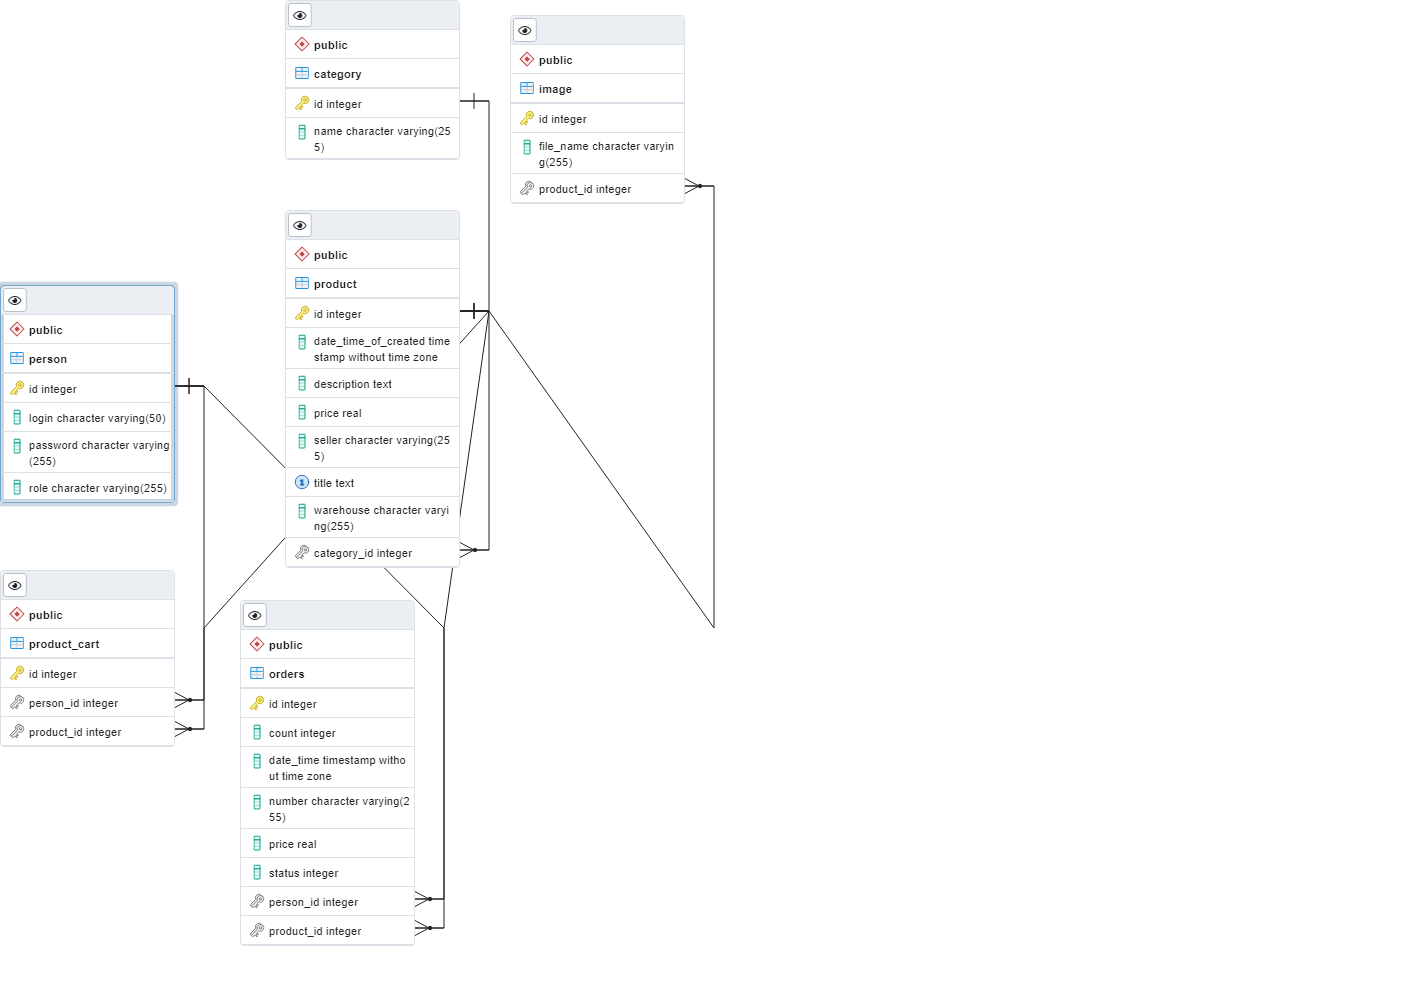 public
category
id integer
name character varying(25
5)
public
image
id integer
file_name character varyin
g(255)
product_id integer
public
product
id integer
date_time_of_created time
stamp without time zone
description text
price real
seller character varying(25
5)
1 title text
warehouse character varyi
ng(255)
category_id integer
public
person
id integer
login character varying(50)
password character varying
(255)
role character varying(255)
public
product_cart
id integer
person_id integer
product_id integer
public
orders
id integer
count integer
date_time timestamp witho
ut time zone
number character varying(2
55)
price real
status integer
person_id integer
product_id integer